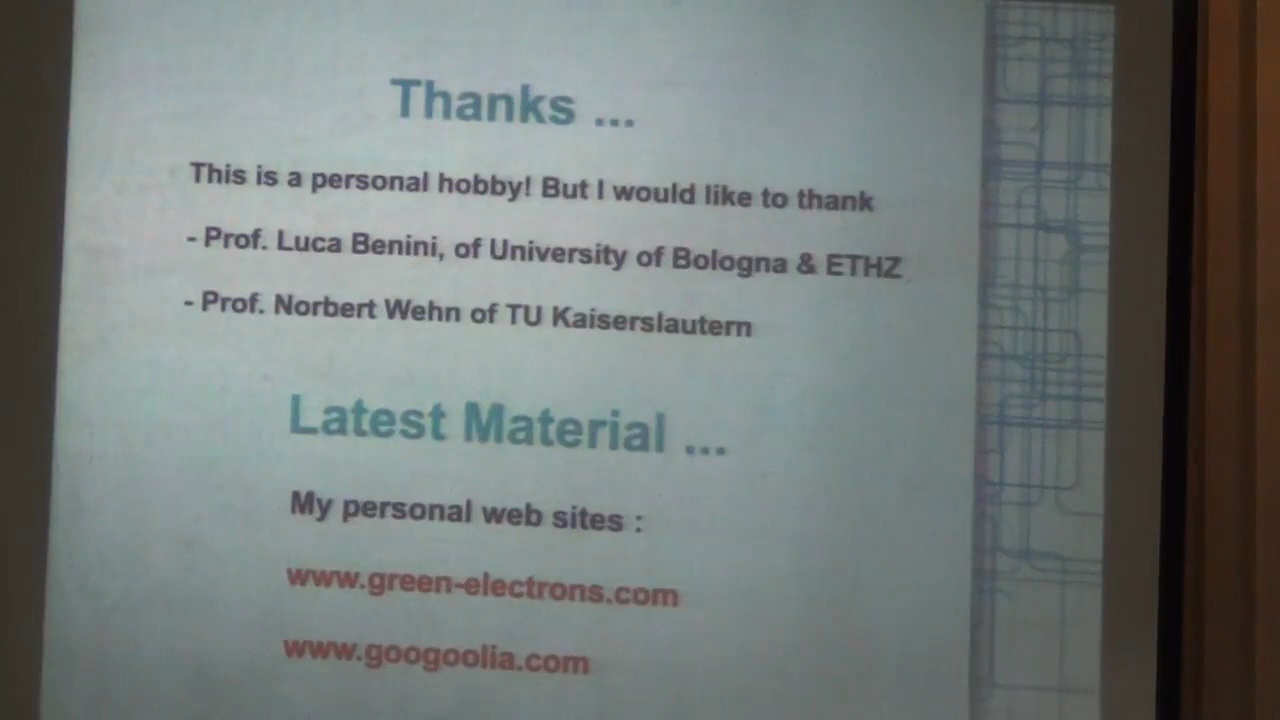 Thanks ...
This is a personal hobby! But I would like to thank
- Prof. Luca Benini, of University of Bologna & ETHZ
- Prof. Norbert Wehn of TU Kaiserslautern
Latest Material ...
My personal web sites :
www.green-electrons.com
www.googoolia.com